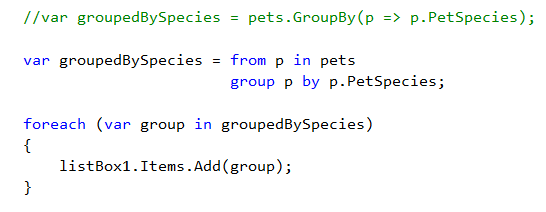 //var groupedBySpecies = pets.GroupBy(p => p.PetSpecies);
var groupedBySpecies = from p in pets
group p by p.PetSpecies;
foreach (var group in groupedBySpecies)
{
listBox1.Items.Add(group);
}